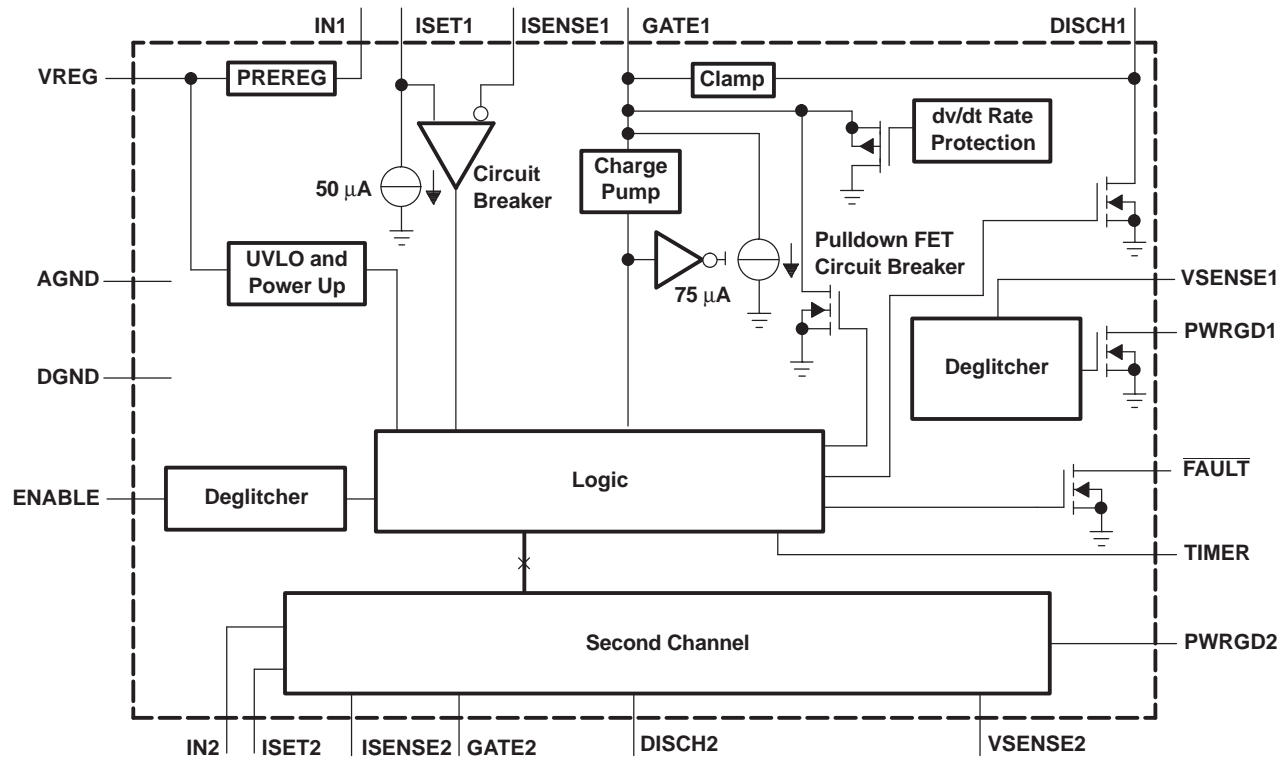 IN1
ISET1
ISENSE1
GATE1
DISCH1
VREG
PREREG
Clamp
dv/dt Rate
Protection
Circuit
Breaker
50 μA
Charge
Pump
Pulldown FET
Circuit Breaker
75 μA
UVLO and
Power Up
AGND
VSENSE1
PWRGD1
Deglitcher
DGND
Logic
FAULT
ENABLE
Deglitcher
TIMER
Second Channel
PWRGD2
IN2
ISET2
ISENSE2
GATE2
DISCH2
VSENSE2